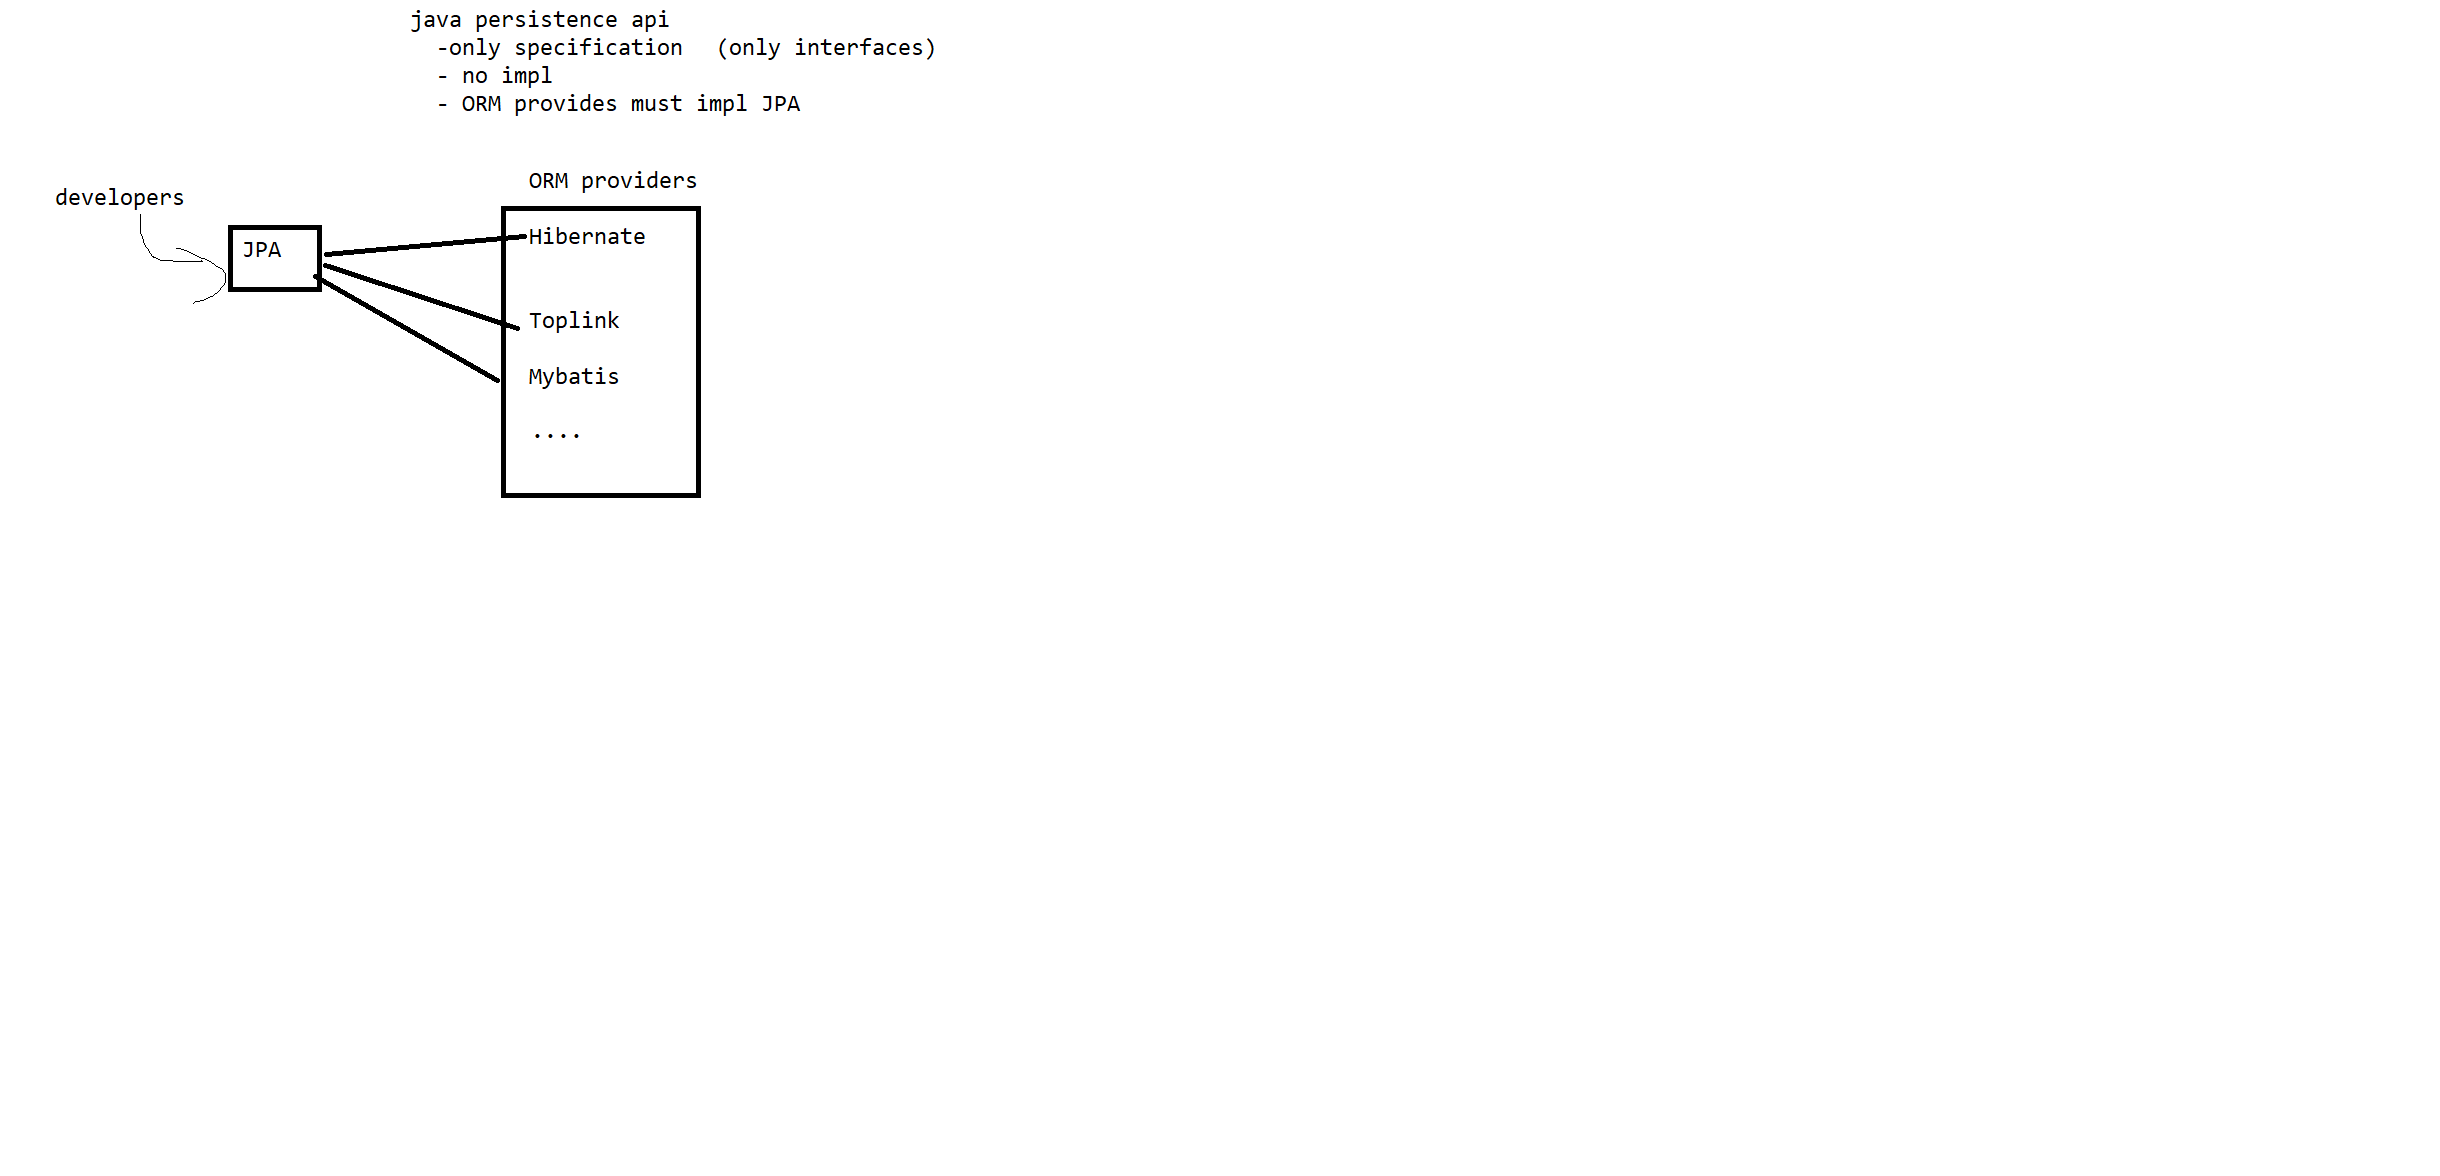 java persistence api
-only specification (only interfaces)
- no impl
- ORM provides must impl JPA
ORM providers
developers
JPA
Hibernate
Toplink
Mybatis
....